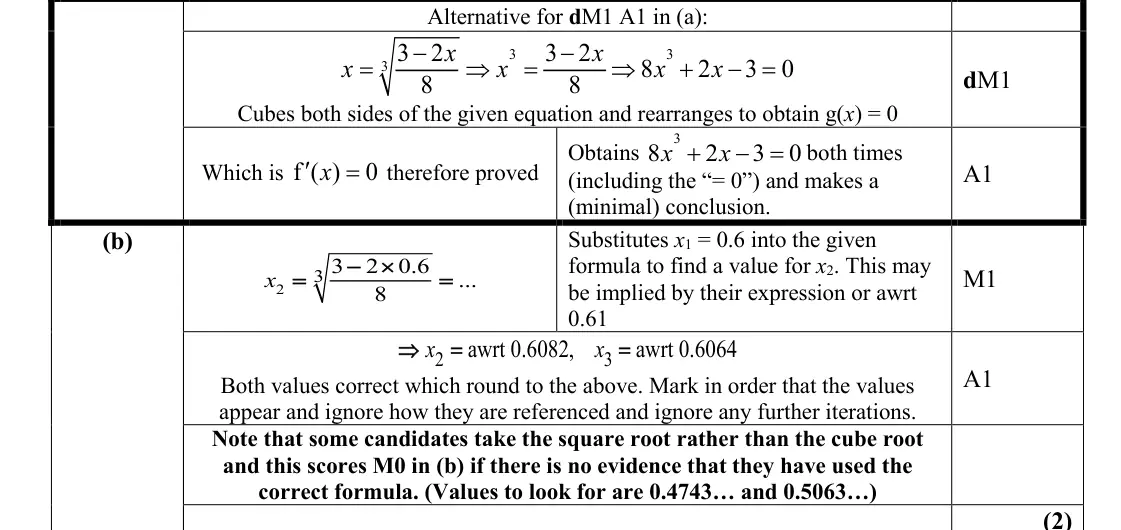 Alternative for dM1 A1 in (a):
x = ∛((3 − 2x)/8) ⇒ x³ = (3 − 2x)/8 ⇒ 8x³ + 2x − 3 = 0
Cubes both sides of the given equation and rearranges to obtain g(x) = 0
dM1
Which is f′(x) = 0 therefore proved
Obtains 8x³ + 2x − 3 = 0 both times
(including the “= 0”) and makes a
(minimal) conclusion.
A1
(b)
x₂ = ∛((3 − 2 × 0.6)/8) = ...
Substitutes x₁ = 0.6 into the given
formula to find a value for x₂. This may
be implied by their expression or awrt
0.61
M1
⇒ x₂ = awrt 0.6082, x₃ = awrt 0.6064
Both values correct which round to the above. Mark in order that the values
appear and ignore how they are referenced and ignore any further iterations.
A1
Note that some candidates take the square root rather than the cube root
and this scores M0 in (b) if there is no evidence that they have used the
correct formula. (Values to look for are 0.4743… and 0.5063…)
(2)